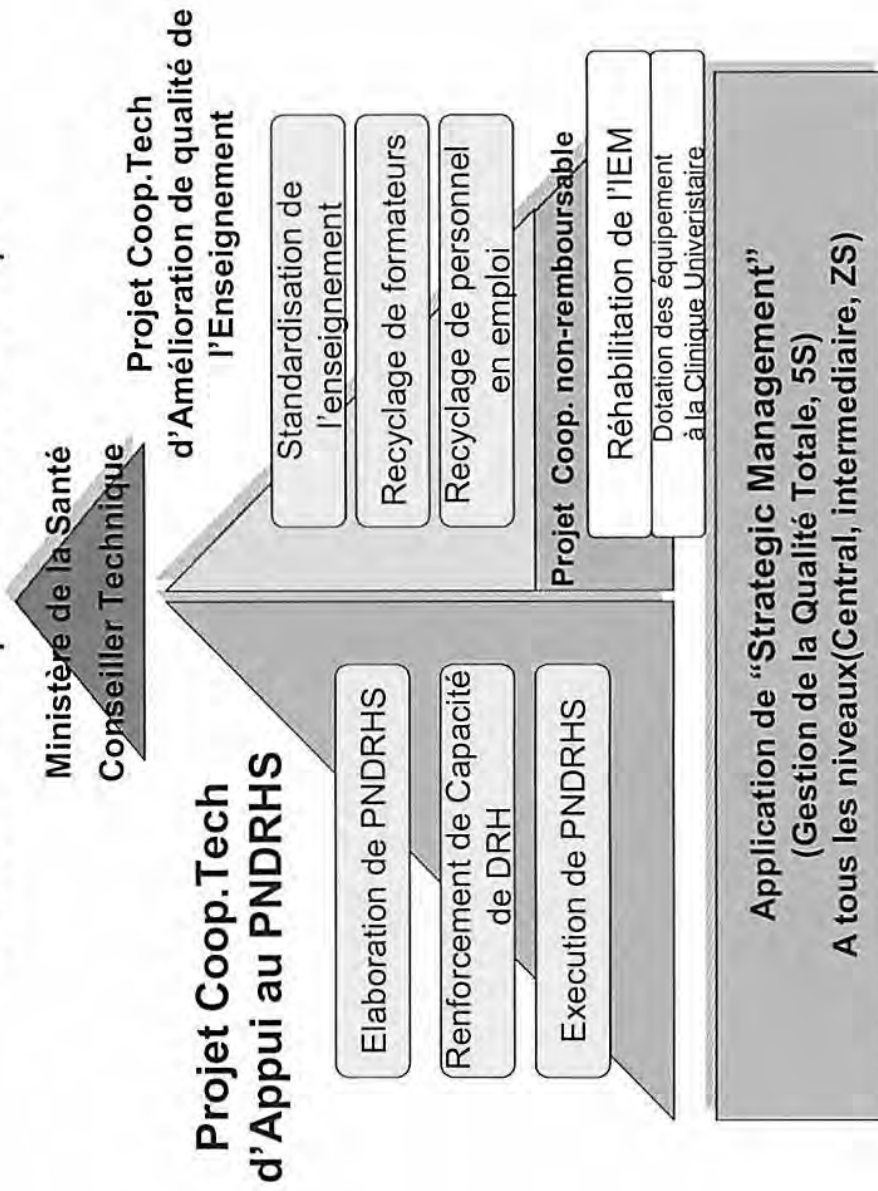 Ministère de la Santé
Conseiller Technique
Projet Coop.Tech
d'Appui au PNDRHS
Elaboration de PNDRHS
Renforcement de Capacité
de DRH
Execution de PNDRHS
Projet Coop.Tech
d'Amélioration de qualité de
l'Enseignement
Standardisation de
l'enseignement
Recyclage de formateurs
Recyclage de personnel
en emploi
Projet Coop. non-remboursable
Réhabilitation de l'IEM
Dotation des équipement
à la Clinique Univeristaire
Application de “Strategic Management”
(Gestion de la Qualité Totale, 5S)
A tous les niveaux(Central, intermediaire, ZS)